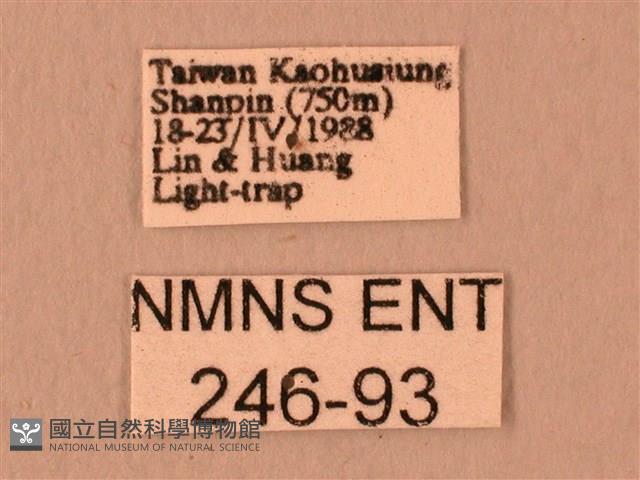 Taiwan Kaohusiung
Shanpin (750m)
18-23/IV/1988
Lin & Huang
Light-trap
NMNS ENT
246-93
國立自然科學博物館
NATIONAL MUSEUM OF NATURAL SCIENCE